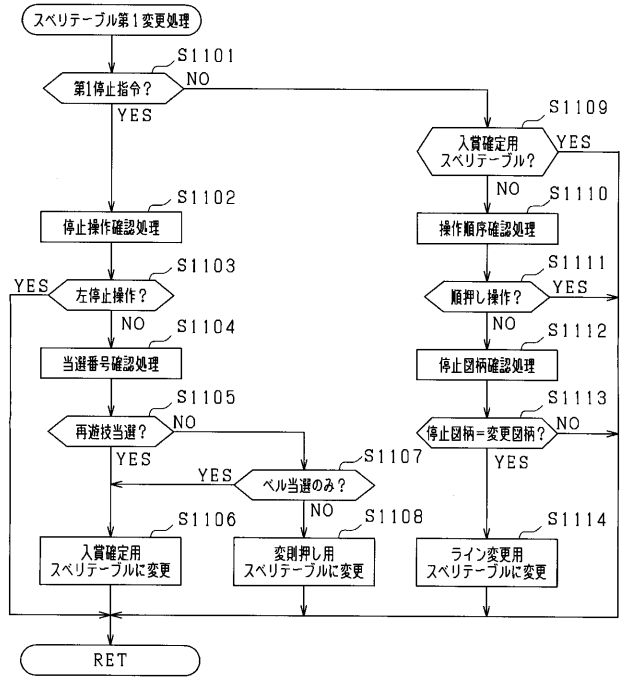 スベリテーブル第1変更処理
S1101
第1停止指令?
NO
YES
S1102
停止操作確認処理
S1103
左停止操作?
YES
NO
S1104
当選番号確認処理
S1105
再遊技当選?
NO
YES
S1107
ベル当選のみ?
YES
NO
S1106
入賞確定用
スベリテーブルに変更
S1108
変則押し用
スベリテーブルに変更
S1109
入賞確定用
スベリテーブル?
YES
NO
S1110
操作順序確認処理
S1111
順押し操作?
YES
NO
S1112
停止図柄確認処理
S1113
停止図柄=変更図柄?
NO
YES
S1114
ライン変更用
スベリテーブルに変更
RET